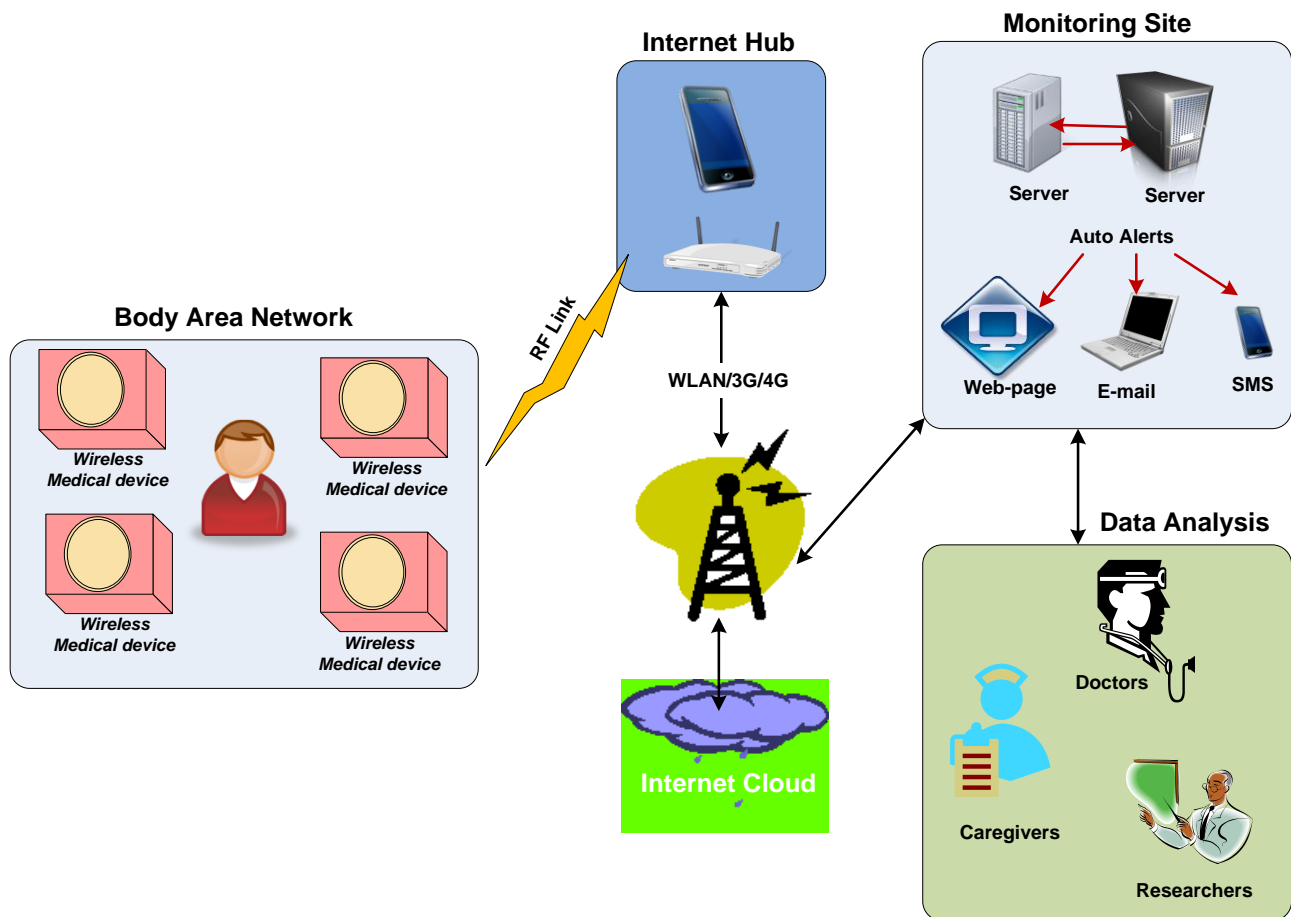 Internet Hub
Monitoring Site
Server
Server
Auto Alerts
Web-page
E-mail
SMS
RF Link
WLAN/3G/4G
Body Area Network
Wireless
Medical device
Wireless
Medical device
Wireless
Medical device
Wireless
Medical device
Internet Cloud
Data Analysis
Doctors
Caregivers
Researchers